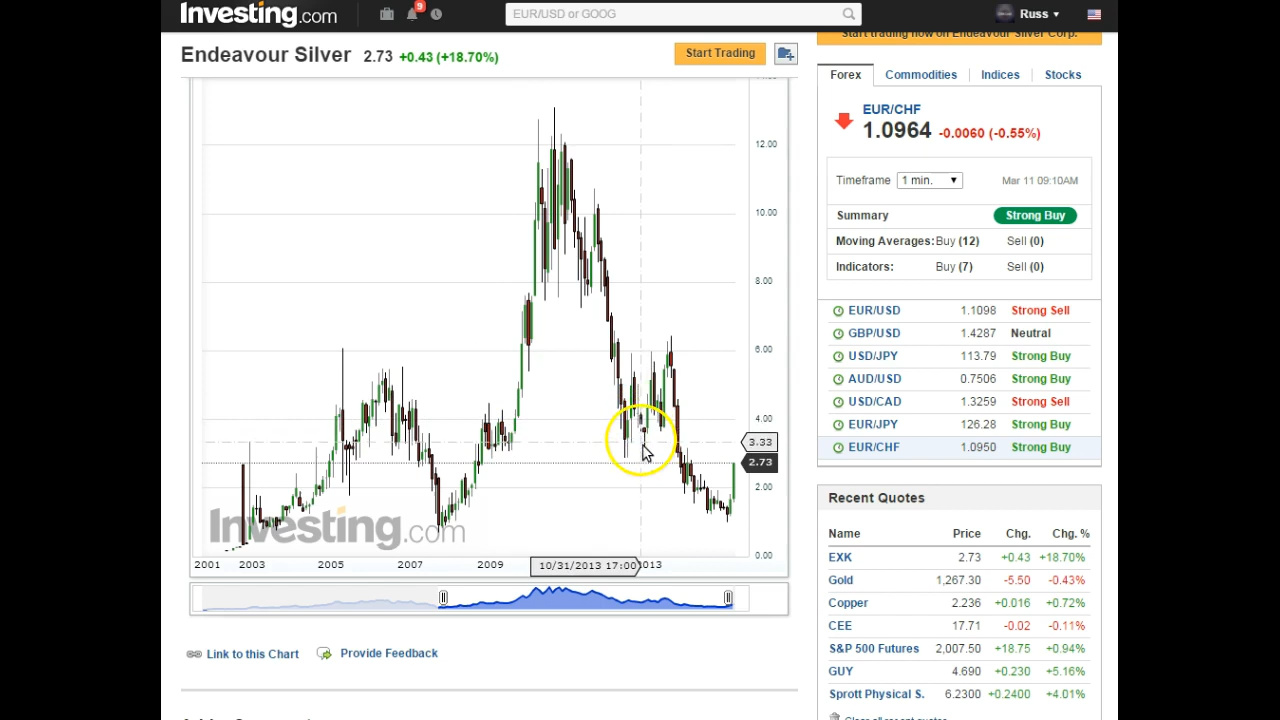 Investing.com
9
EUR/USD or GOOG
Russ
Endeavour Silver 2.73 +0.43 (+18.70%)
Start Trading
Start trading now on Endeavour Silver Corp.
Forex Commodities Indices Stocks
EUR/CHF
1.0964 -0.0060 (-0.55%)
Timeframe 1 min. Mar 11 09:10AM
Summary Strong Buy
Moving Averages: Buy (12) Sell (0)
Indicators: Buy (7) Sell (0)
EUR/USD 1.1098 Strong Sell
GBP/USD 1.4287 Neutral
USD/JPY 113.79 Strong Buy
AUD/USD 0.7506 Strong Buy
USD/CAD 1.3259 Strong Sell
EUR/JPY 126.28 Strong Buy
EUR/CHF 1.0950 Strong Buy
Recent Quotes
Name Price Chg. Chg. %
EXK 2.73 +0.43 +18.70%
Gold 1,267.30 -5.50 -0.43%
Copper 2.236 +0.016 +0.72%
CEE 17.71 -0.02 -0.11%
S&P 500 Futures 2,007.50 +18.75 +0.94%
GUY 4.690 +0.230 +5.16%
Sprott Physical S. 6.2300 +0.2400 +4.01%
Clear all recent quotes
12.00
10.00
8.00
6.00
4.00
3.33
2.73
2.00
0.00
Investing.com
2001 2003 2005 2007 2009 10/31/2013 17:00 013
Link to this Chart Provide Feedback